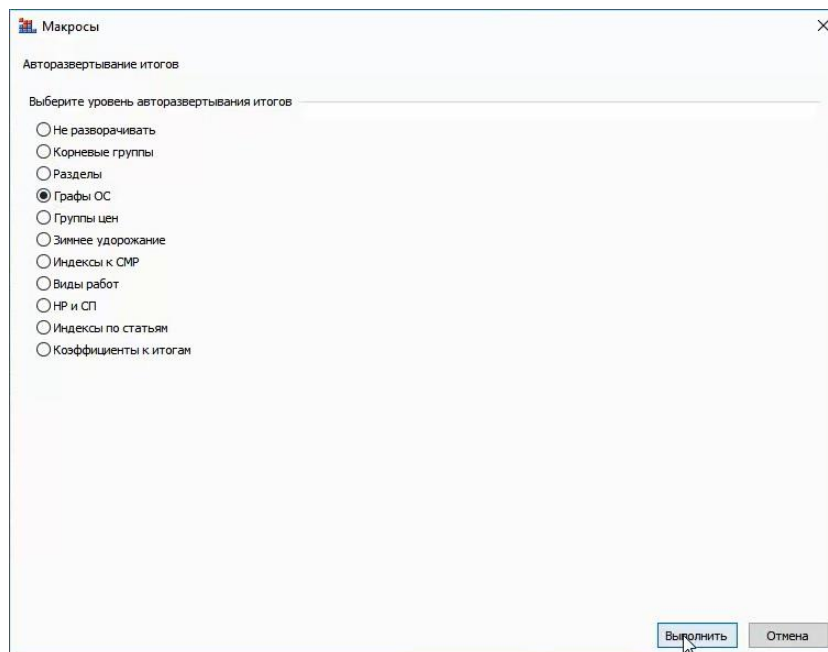 Макросы
Авторазвертывание итогов
Выберите уровень авторазвертывания итогов
Не разворачивать
Корневые группы
Разделы
Графы ОС
Группы цен
Зимнее удорожание
Индексы к СМР
Виды работ
НР и СП
Индексы по статьям
Коэффициенты к итогам
Выполнить Отмена